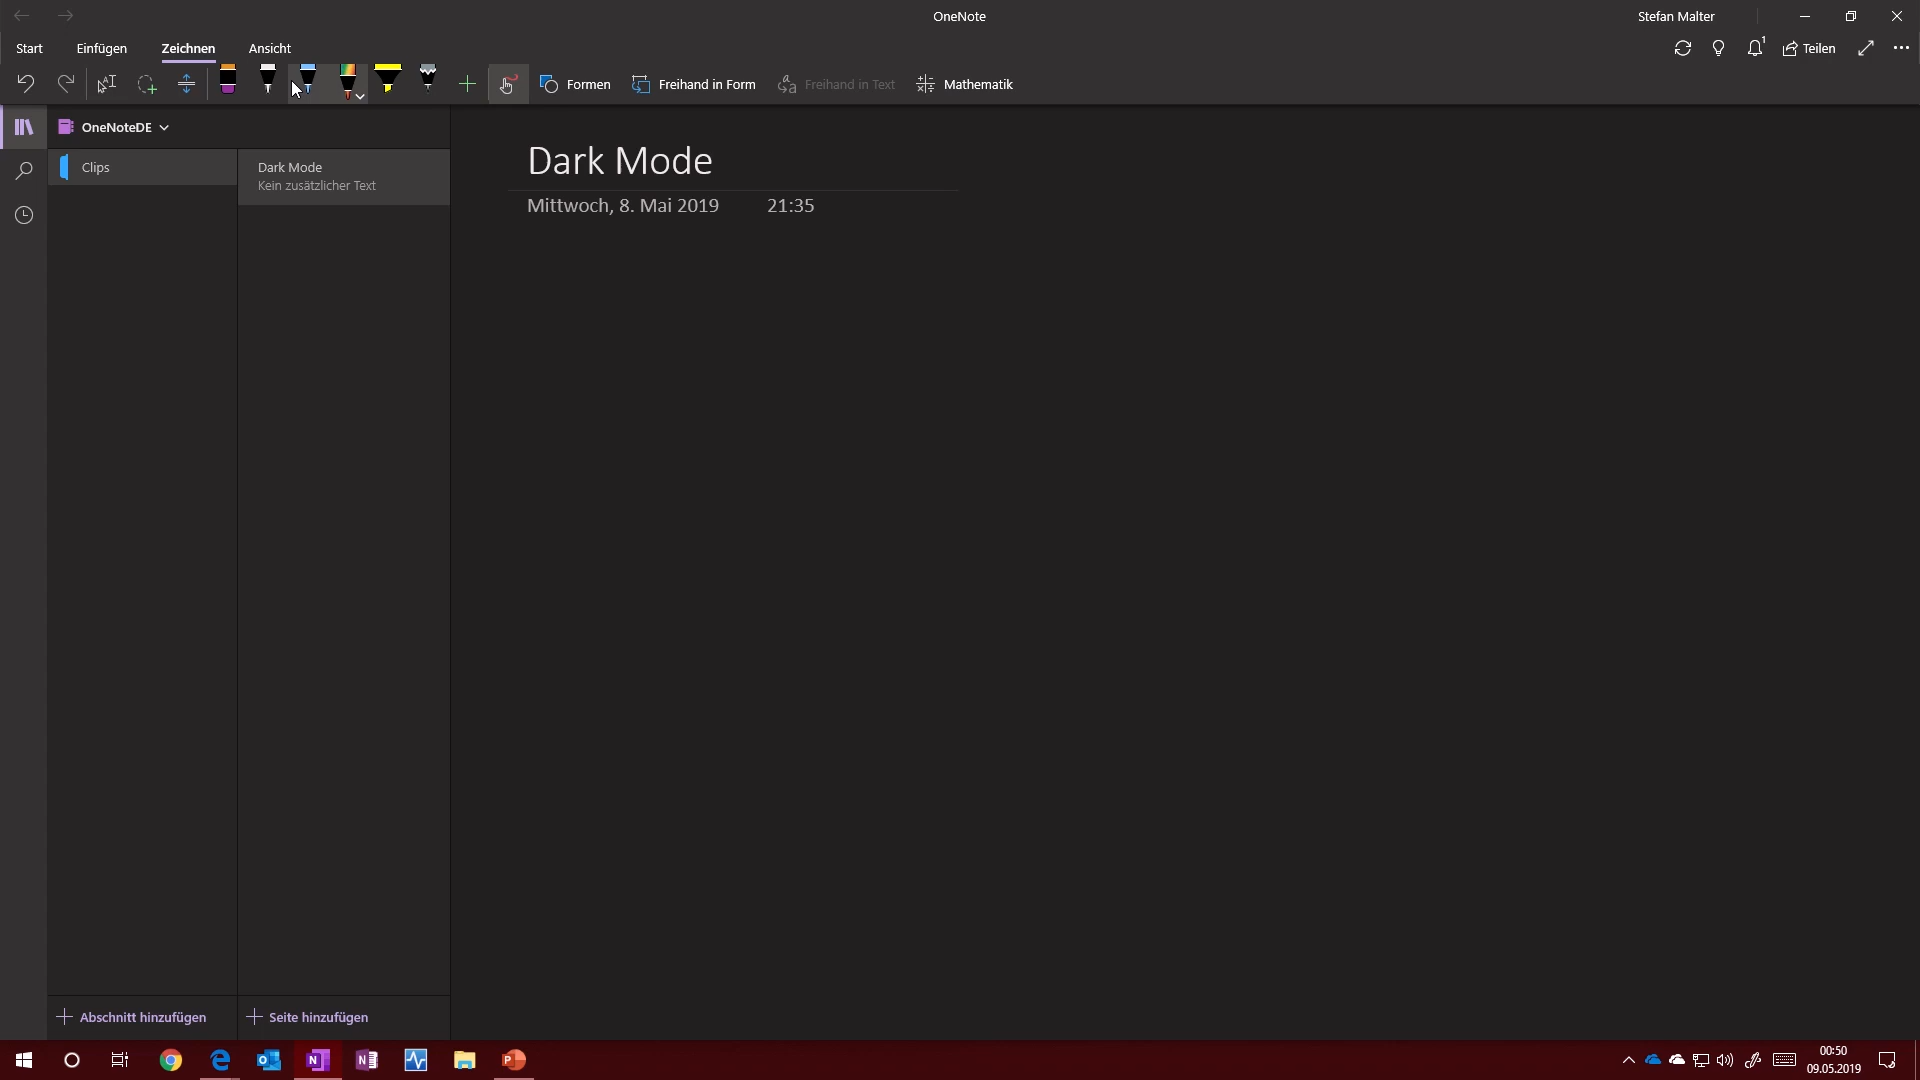 OneNote
Stefan Malter
Start Einfügen Zeichnen Ansicht
1
Teilen
Formen Freihand in Form Freihand in Text Mathematik
OneNoteDE
Clips
Dark Mode
Kein zusätzlicher Text
Dark Mode
Mittwoch, 8. Mai 2019 21:35
Abschnitt hinzufügen
Seite hinzufügen
00:50
09.05.2019